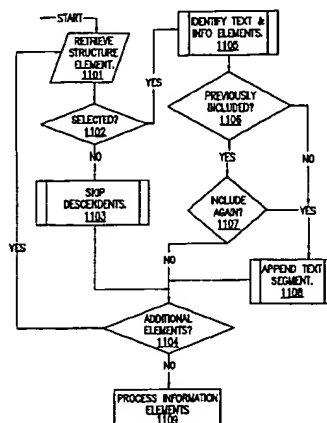 START
RETRIEVE
STRUCTURE
ELEMENT.
1101
IDENTIFY TEXT &
INFO ELEMENTS.
1105
YES
SELECTED?
1102
PREVIOUSLY
INCLUDED?
1106
NO
YES
NO
SKIP
DESCENDENTS.
1103
INCLUDE
AGAIN?
1107
YES
YES
NO
APPEND TEXT
SEGMENT.
1108
ADDITIONAL
ELEMENTS?
1104
NO
PROCESS INFORMATION
ELEMENTS
1109